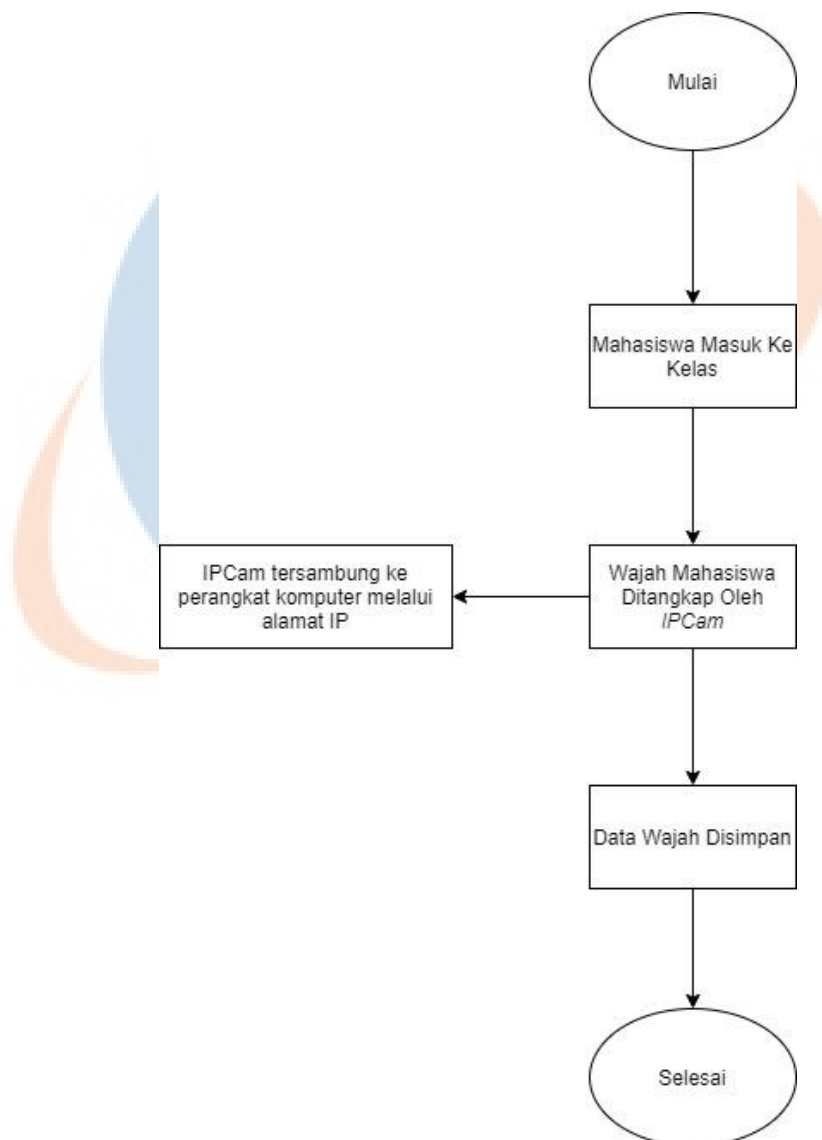 Mulai
Mahasiswa Masuk Ke
Kelas
IPCam tersambung ke
perangkat komputer melalui
alamat IP
Wajah Mahasiswa
Ditangkap Oleh
IPCam
Data Wajah Disimpan
Selesai